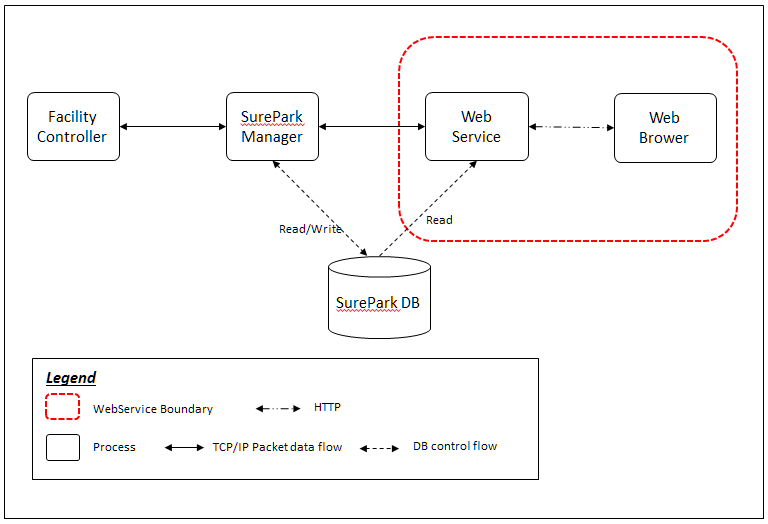 Facility
Controller
SurePark
Manager
Web
Service
Web
Brower
Read/Write
Read
SurePark DB
Legend
WebService Boundary
HTTP
Process
TCP/IP Packet data flow
DB control flow